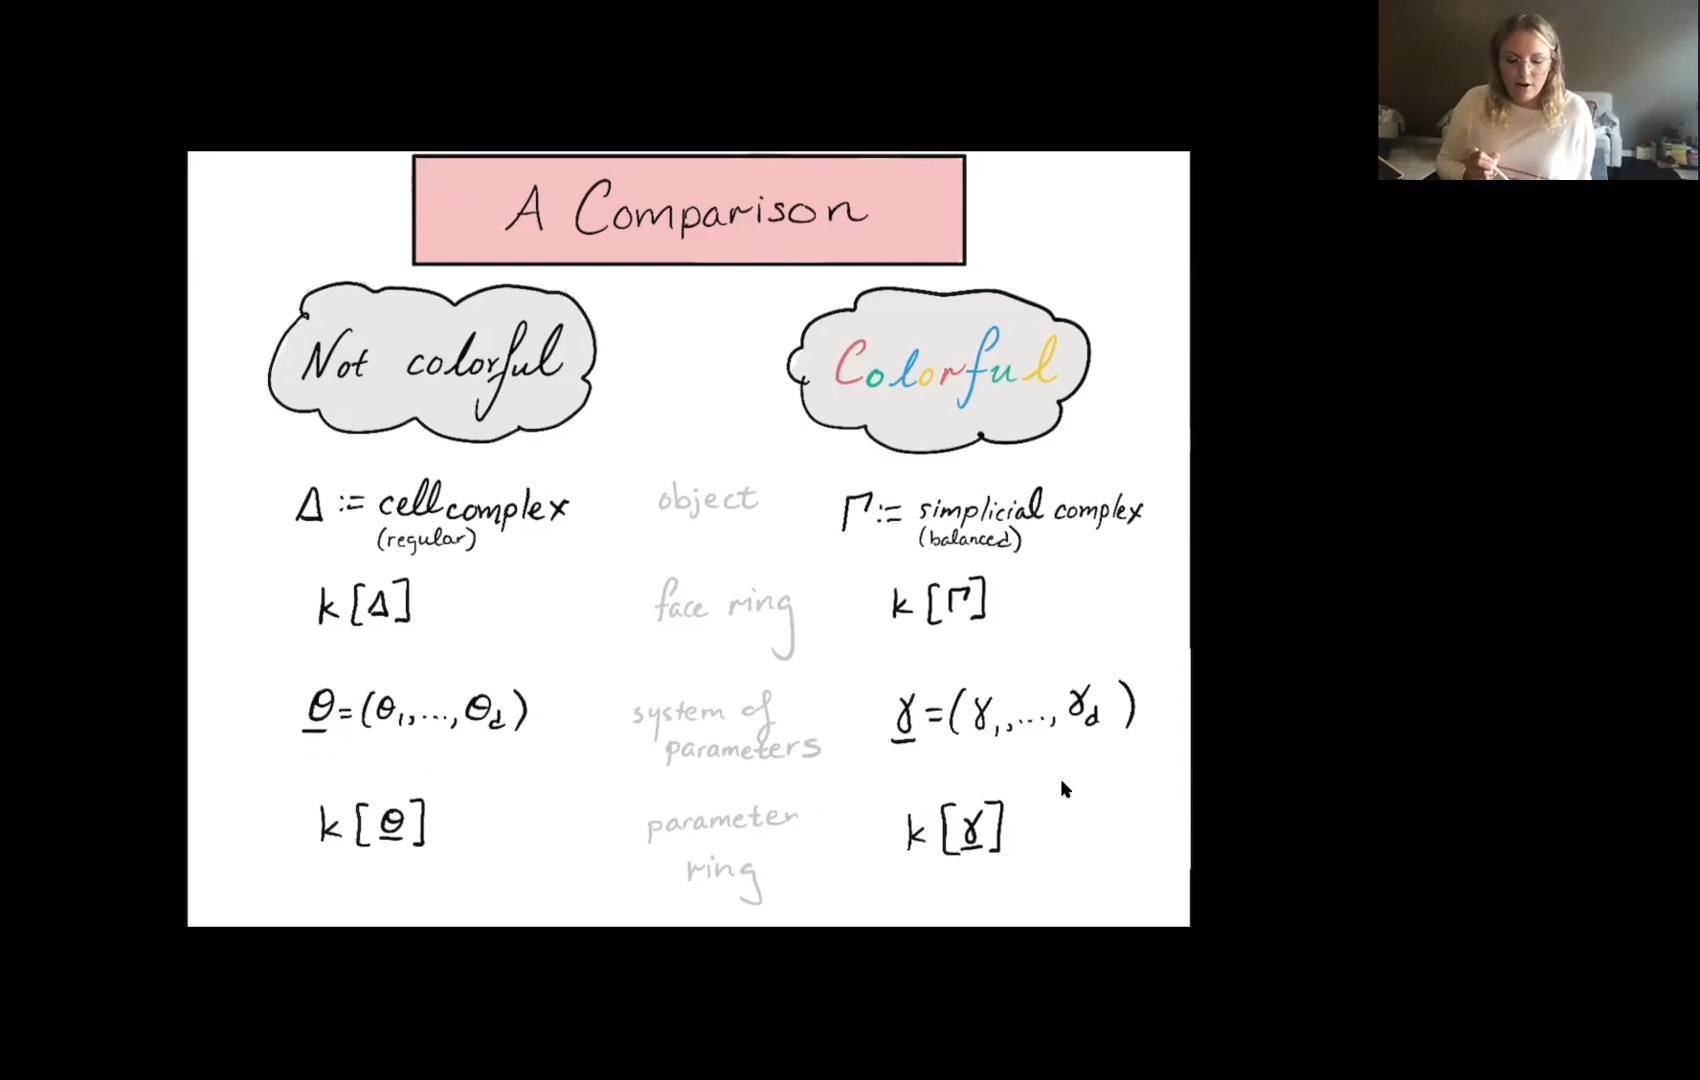 A Comparison
Not colorful
Colorful
Δ := cell complex
(regular)
object
Γ := simplicial complex
(balanced)
k[Δ]
face ring
k[Γ]
θ = (θ₁,...,θ_d)
system of
parameters
γ = (γ₁,...,γ_d)
k[θ]
parameter
ring
k[γ]